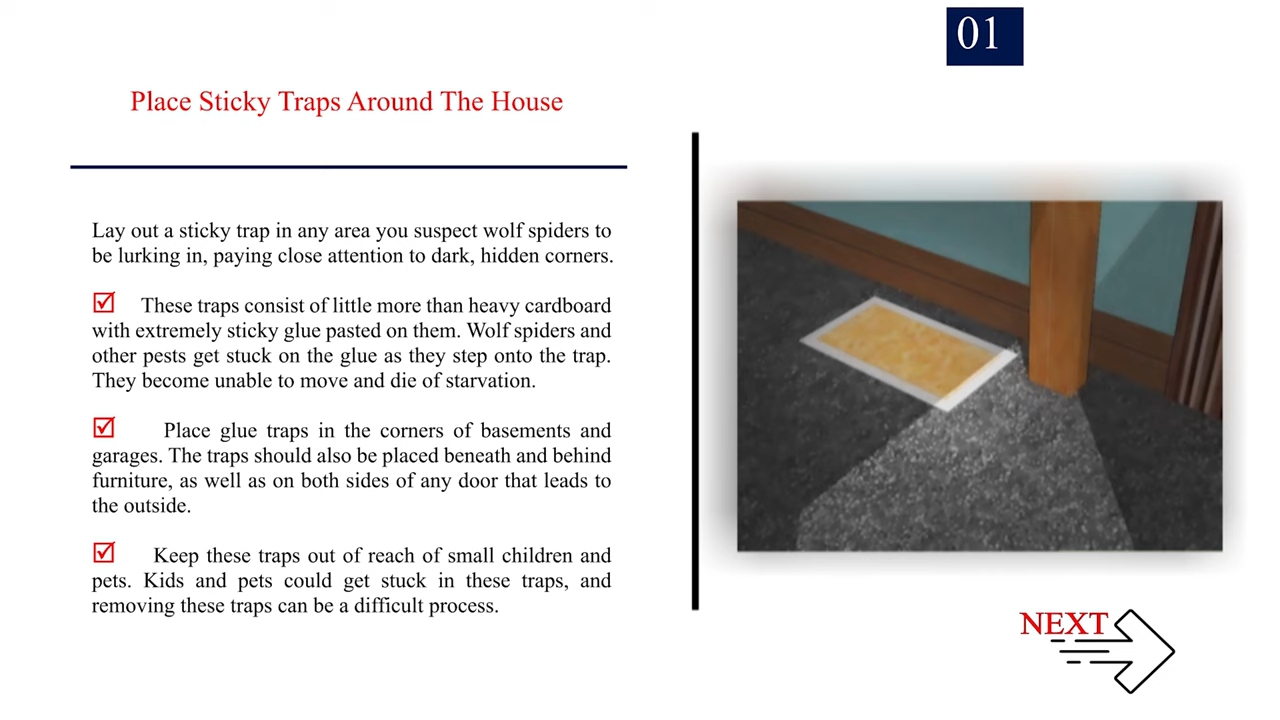 01
Place Sticky Traps Around The House
Lay out a sticky trap in any area you suspect wolf spiders to
be lurking in, paying close attention to dark, hidden corners.
☑ These traps consist of little more than heavy cardboard
with extremely sticky glue pasted on them. Wolf spiders and
other pests get stuck on the glue as they step onto the trap.
They become unable to move and die of starvation.
☑ Place glue traps in the corners of basements and
garages. The traps should also be placed beneath and behind
furniture, as well as on both sides of any door that leads to
the outside.
☑ Keep these traps out of reach of small children and
pets. Kids and pets could get stuck in these traps, and
removing these traps can be a difficult process.
NEXT